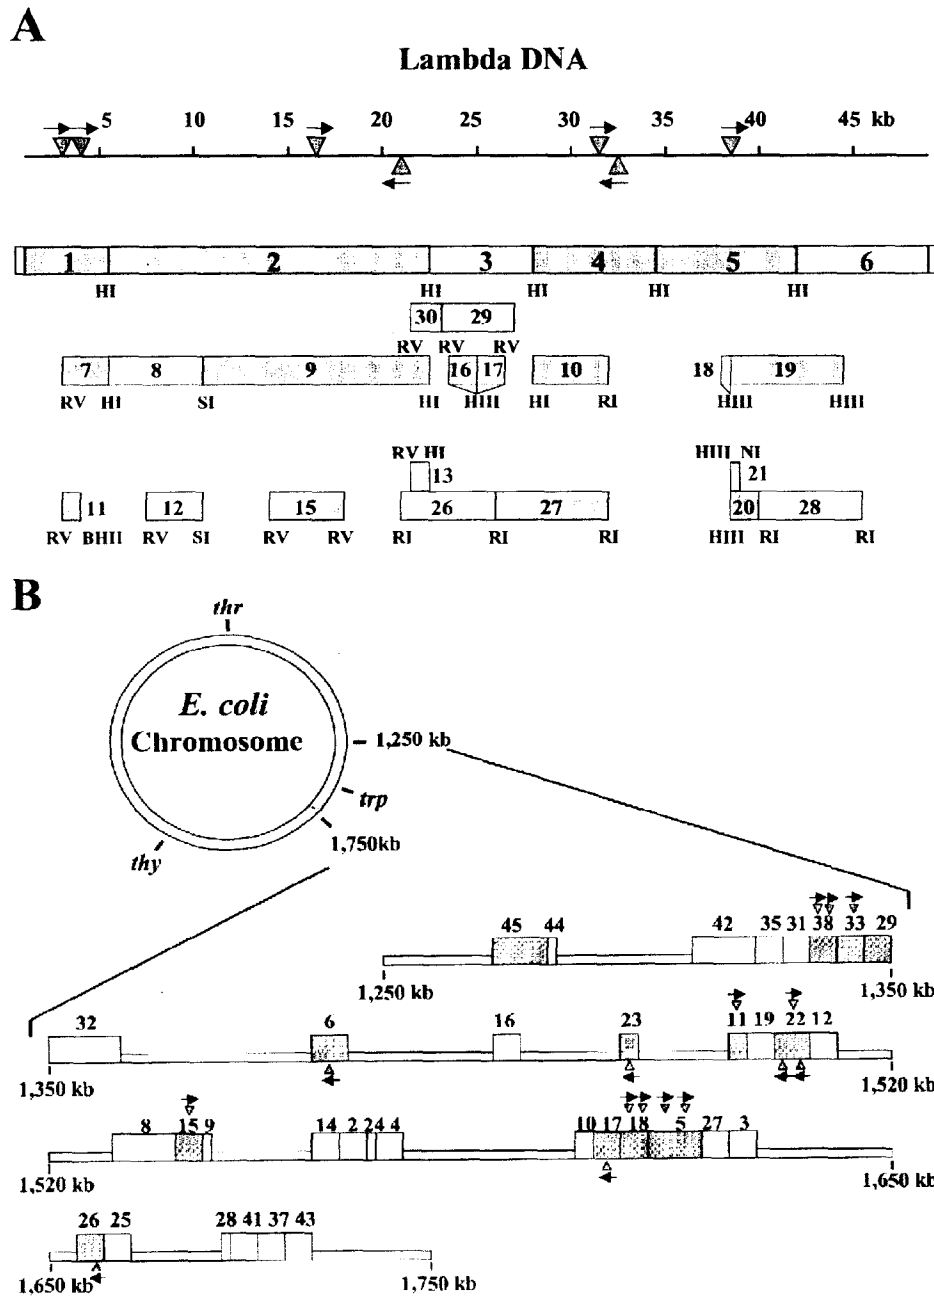 A
Lambda DNA
5 10 15 20 25 30 35 40 45 kb
1 2 3 4 5 6
HI HI HI HI HI
30 29
RV RV RV
7 8 9 16 17 10 18 19
RV HI SI HI HIII HI RI HIII HIII
RV HI HIII NI
13 21
11 12 15 26 27 20 28
RV BHII RV SI RV RV RI RI RI HIII RI RI
B
thr
E. coli
Chromosome
1,250 kb
trp
1,750kb
thy
45 44 42 35 31 38 33 29
1,250 kb 1,350 kb
32 6 16 23 11 19 22 12
1,350 kb 1,520 kb
8 15 9 14 2 24 4 10 17 18 5 27 3
1,520 kb 1,650 kb
26 25 28 41 37 43
1,650 kb 1,750 kb